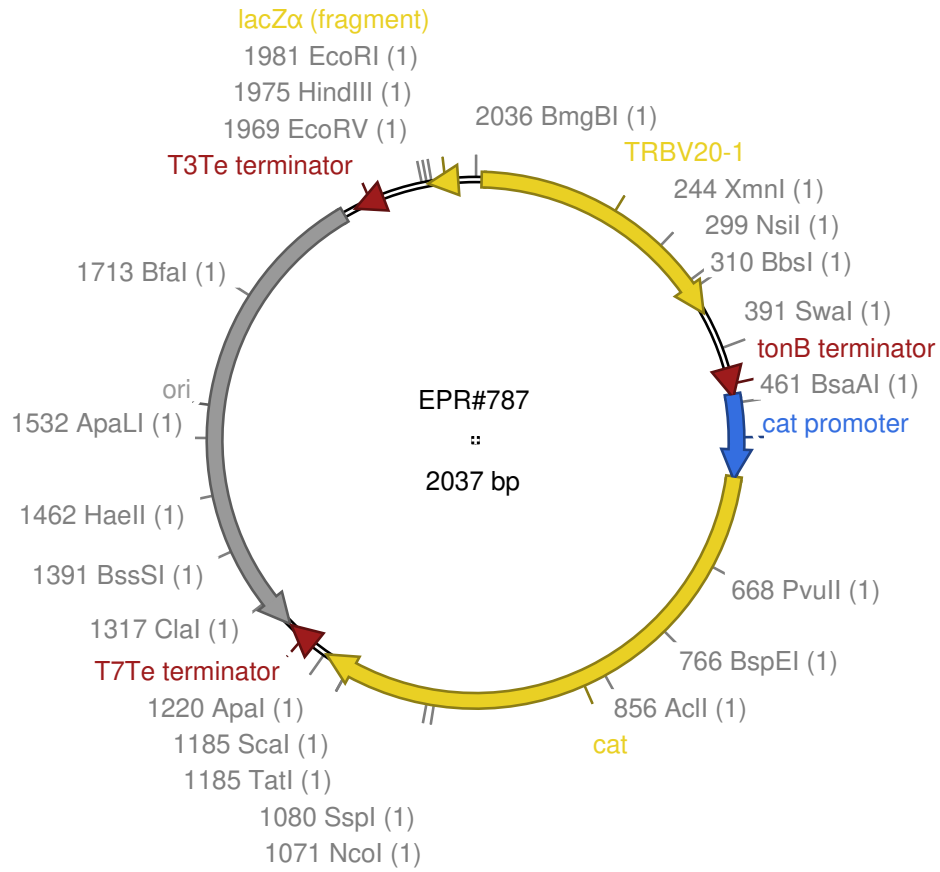 lacZα (fragment)
1981 EcoRI (1)
1975 HindIII (1)
1969 EcoRV (1)
T3Te terminator
2036 BmgBI (1)
TRBV20-1
244 XmnI (1)
299 NsiI (1)
310 BbsI (1)
391 SwaI (1)
tonB terminator
461 BsaAI (1)
cat promoter
1713 BfaI (1)
ori
1532 ApaLI (1)
1462 HaeII (1)
1391 BssSI (1)
1317 ClaI (1)
T7Te terminator
1220 ApaI (1)
1185 ScaI (1)
1185 TatI (1)
1080 SspI (1)
1071 NcoI (1)
EPR#787
2037 bp
668 PvuII (1)
766 BspEI (1)
856 AclI (1)
cat